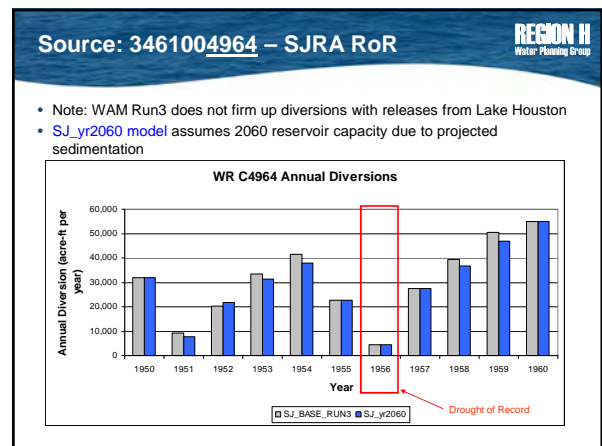 Source: 3461004964 – SJRA RoR
REGION H
Water Planning Group
• Note: WAM Run3 does not firm up diversions with releases from Lake Houston
• SJ_yr2060 model assumes 2060 reservoir capacity due to projected
sedimentation
WR C4964 Annual Diversions
Annual Diversion (acre-ft per
year)
60,000
50,000
40,000
30,000
20,000
10,000
0
1950 1951 1952 1953 1954 1955 1956 1957 1958 1959 1960
Year
SJ_BASE_RUN3 SJ_yr2060
Drought of Record